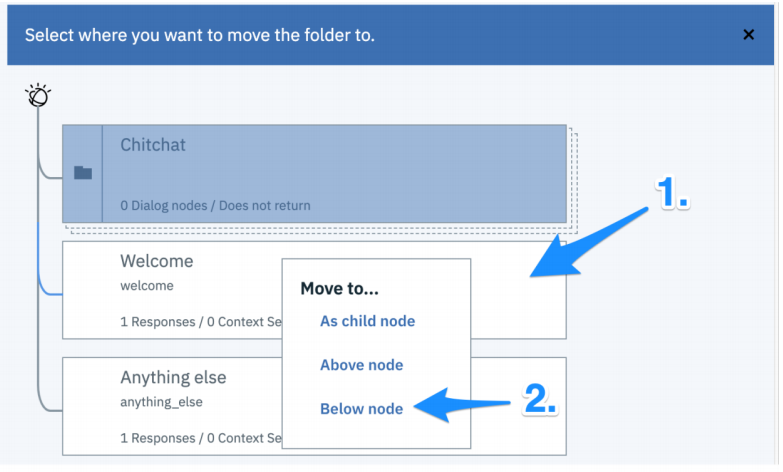 Select where you want to move the folder to.
Chitchat
0 Dialog nodes / Does not return
1.
Welcome
welcome
1 Responses / 0 Context Se
Move to...
As child node
Above node
Below node
2.
Anything else
anything_else
1 Responses / 0 Context Se